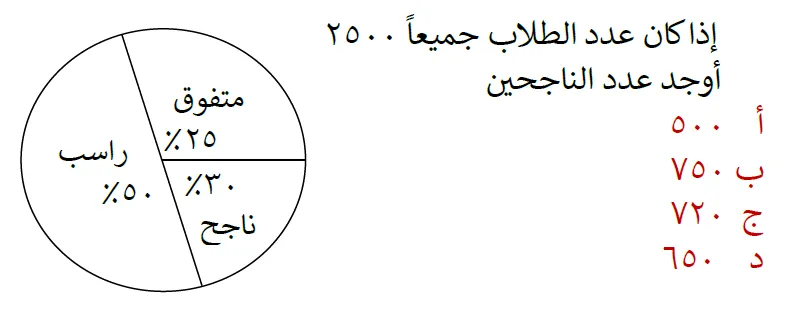 إذا كان عدد الطلاب جميعاً ٢٥٠٠
أوجد عدد الناجحين
أ ٥٠٠
ب ٧٥٠
ج ٧٢٠
د ٦٥٠
متفوق
٢٥٪
راسب
٥٠٪
٣٠٪
ناجح